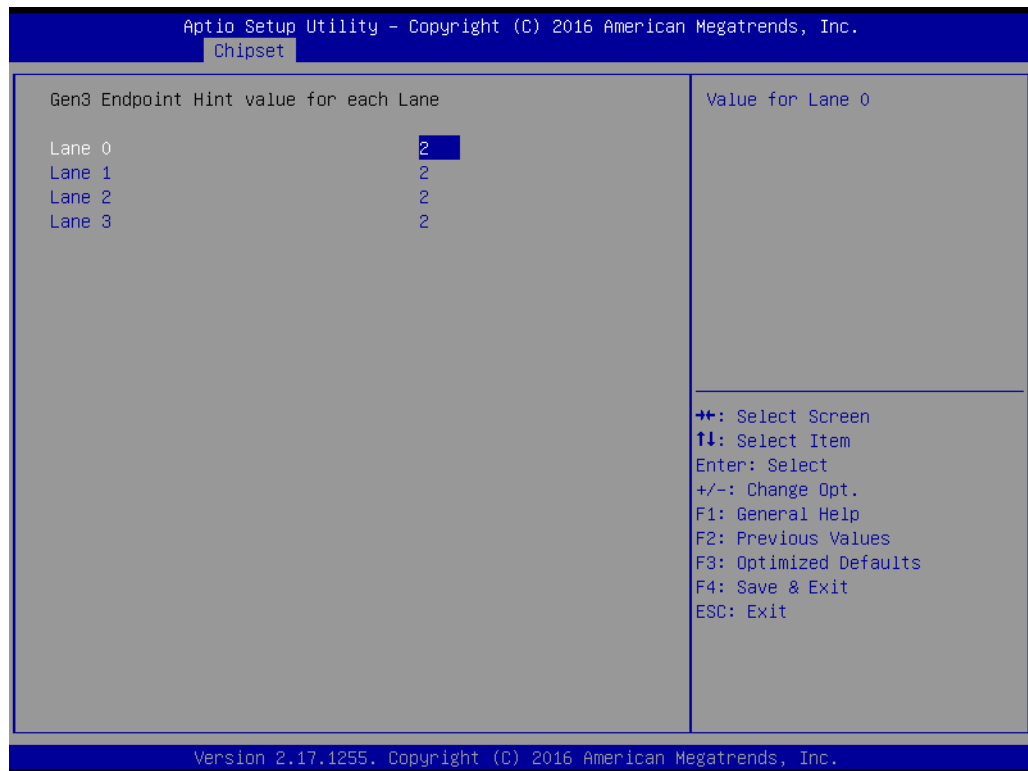 Aptio Setup Utility – Copyright (C) 2016 American Megatrends, Inc.
Chipset
Gen3 Endpoint Hint value for each Lane
Lane 0 2
Lane 1 2
Lane 2 2
Lane 3 2
Value for Lane 0
→←: Select Screen
↑↓: Select Item
Enter: Select
+/-: Change Opt.
F1: General Help
F2: Previous Values
F3: Optimized Defaults
F4: Save & Exit
ESC: Exit
Version 2.17.1255. Copyright (C) 2016 American Megatrends, Inc.